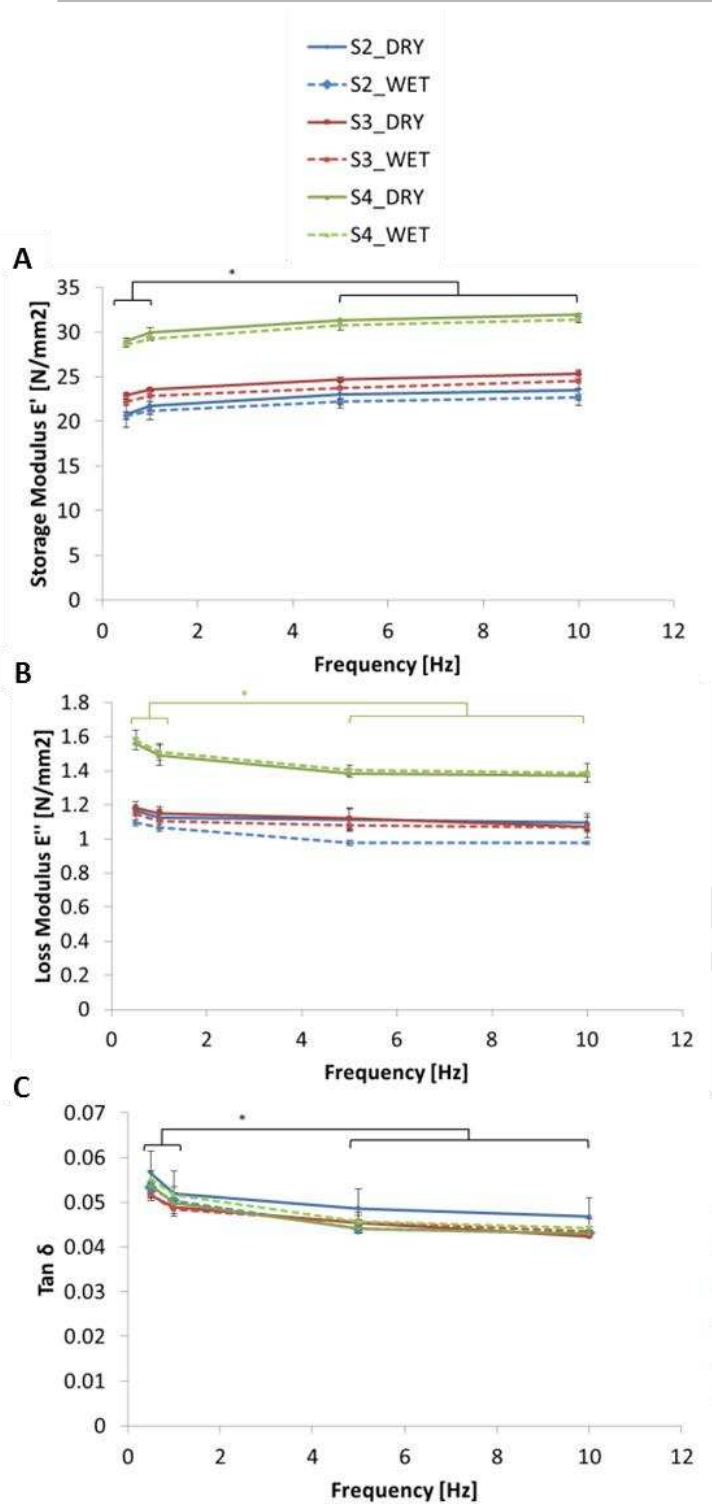 S2_DRY
S2_WET
S3_DRY
S3_WET
S4_DRY
S4_WET
A
*
35
30
25
20
15
10
5
0
0 2 4 6 8 10 12
Storage Modulus E' [N/mm2]
Frequency [Hz]
B
*
1.8
1.6
1.4
1.2
1
0.8
0.6
0.4
0.2
0
0 2 4 6 8 10 12
Loss Modulus E'' [N/mm2]
Frequency [Hz]
C
*
0.07
0.06
0.05
0.04
0.03
0.02
0.01
0
0 2 4 6 8 10 12
Tan δ
Frequency [Hz]